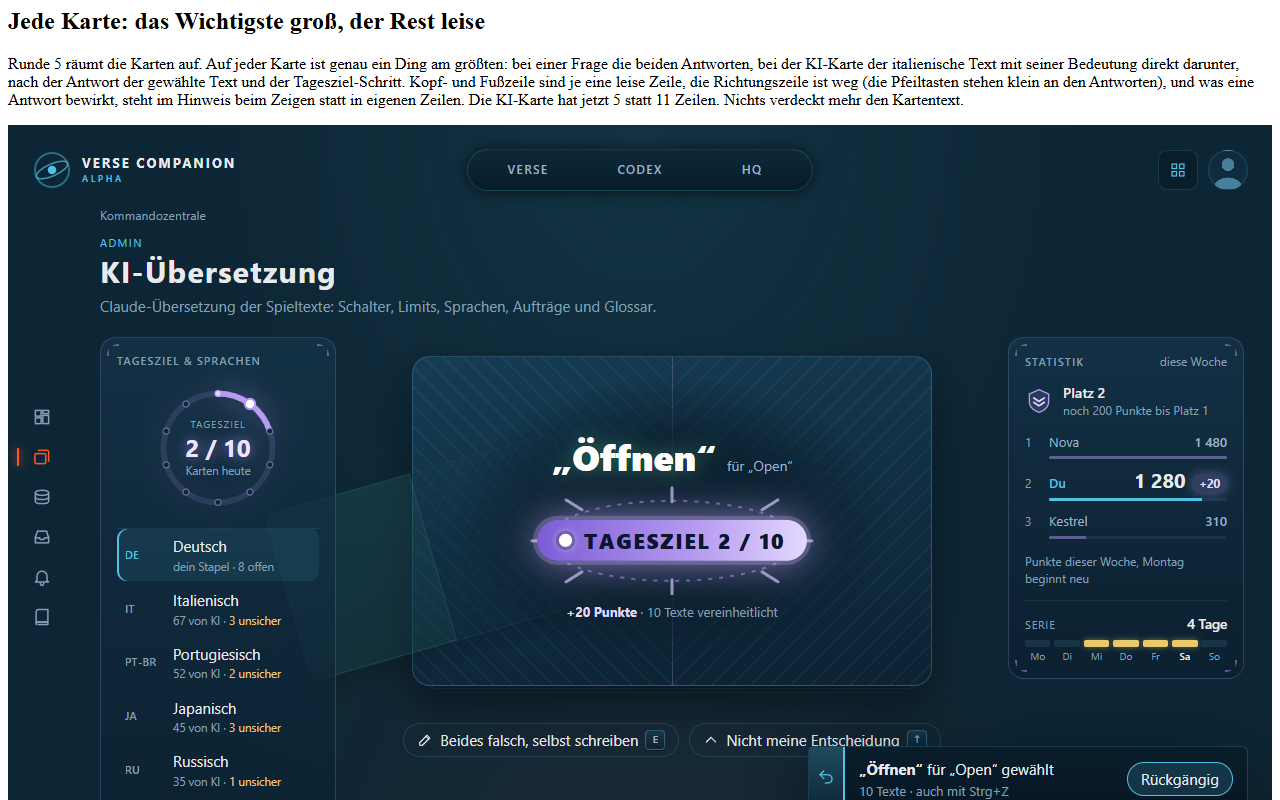 Jede Karte: das Wichtigste groß, der Rest leise
Runde 5 räumt die Karten auf. Auf jeder Karte ist genau ein Ding am größten: bei einer Frage die beiden Antworten, bei der KI-Karte der italienische Text mit seiner Bedeutung direkt darunter,
nach der Antwort der gewählte Text und der Tagesziel-Schritt. Kopf- und Fußzeile sind je eine leise Zeile, die Richtungszeile ist weg (die Pfeiltasten stehen klein an den Antworten), und was eine
Antwort bewirkt, steht im Hinweis beim Zeigen statt in eigenen Zeilen. Die KI-Karte hat jetzt 5 statt 11 Zeilen. Nichts verdeckt mehr den Kartentext.
VERSE COMPANION
ALPHA
VERSE CODEX HQ
Kommandozentrale
ADMIN
KI-Übersetzung
Claude-Übersetzung der Spieltexte: Schalter, Limits, Sprachen, Aufträge und Glossar.
TAGESZIEL & SPRACHEN
TAGESZIEL
2 / 10
Karten heute
DE Deutsch
dein Stapel · 8 offen
IT Italienisch
67 von KI · 3 unsicher
PT-BR Portugiesisch
52 von KI · 2 unsicher
JA Japanisch
45 von KI · 3 unsicher
RU Russisch
35 von KI · 1 unsicher
„Öffnen“ für „Open“
TAGESZIEL 2 / 10
+20 Punkte · 10 Texte vereinheitlicht
Beides falsch, selbst schreiben E
Nicht meine Entscheidung ↑
STATISTIK diese Woche
Platz 2
noch 200 Punkte bis Platz 1
1 Nova 1 480
2 Du 1 280 +20
3 Kestrel 310
Punkte dieser Woche, Montag
beginnt neu
SERIE 4 Tage
Mo Di Mi Do Fr Sa So
„Öffnen“ für „Open“ gewählt
10 Texte · auch mit Strg+Z
Rückgängig